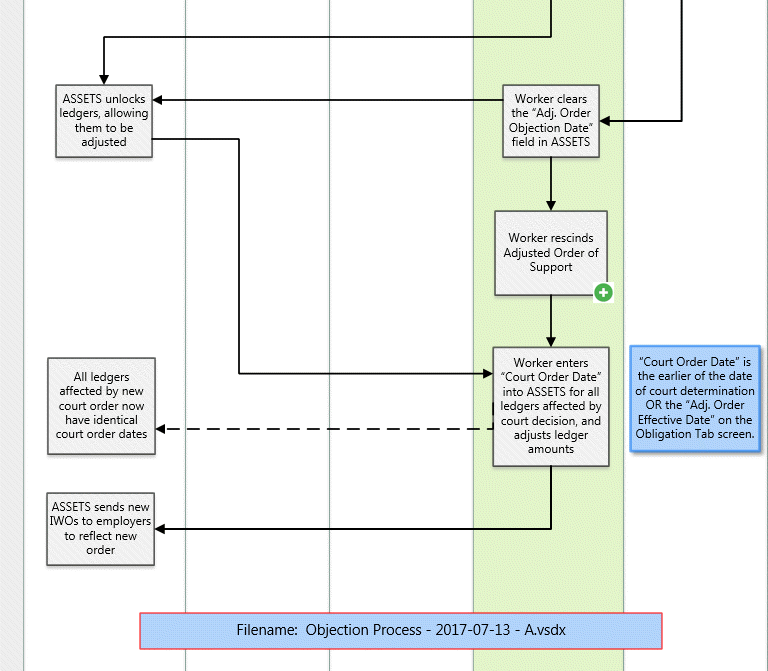 ASSETS unlocks
ledgers, allowing
them to be
adjusted
Worker clears
the “Adj. Order
Objection Date”
field in ASSETS
Worker rescinds
Adjusted Order of
Support
Worker enters
“Court Order Date”
into ASSETS for all
ledgers affected by
court decision, and
adjusts ledger
amounts
“Court Order Date” is
the earlier of the date
of court determination
OR the “Adj. Order
Effective Date” on the
Obligation Tab screen.
All ledgers
affected by new
court order now
have identical
court order dates
ASSETS sends new
IWOs to employers
to reflect new
order
Filename:  Objection Process - 2017-07-13 - A.vsdx